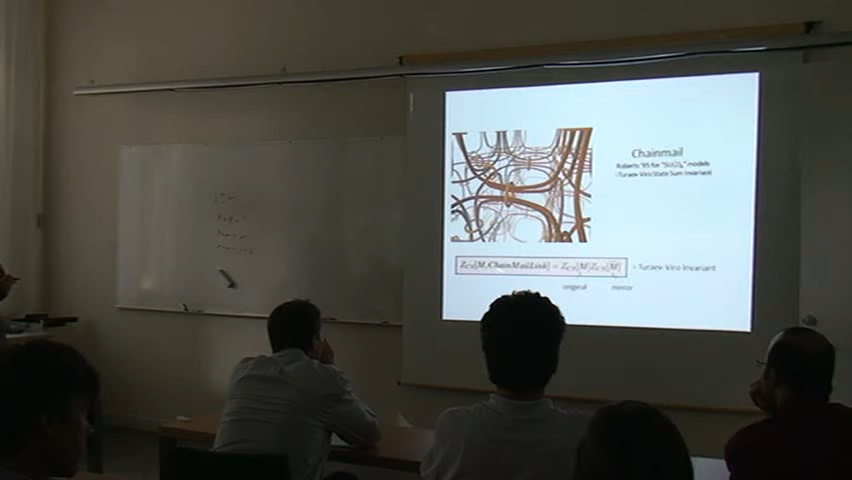 Chainmail
Roberts '95 for "SU(2)ₖ" models
-Turaev-Viro State Sum Invariant
Z_CS[M, ChainMailLink] = Z_CS[M]Z_CS[M̅] = Turaev-Viro Invariant
original mirror